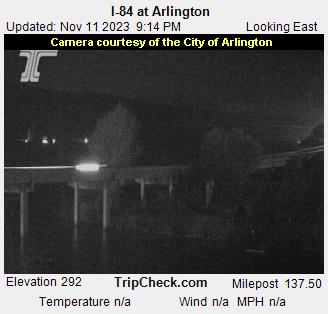 I-84 at Arlington
Updated: Nov 11 2023 9:14 PM Looking East
Camera courtesy of the City of Arlington
Elevation 292 TripCheck.com Milepost 137.50
Temperature n/a Wind n/a MPH n/a